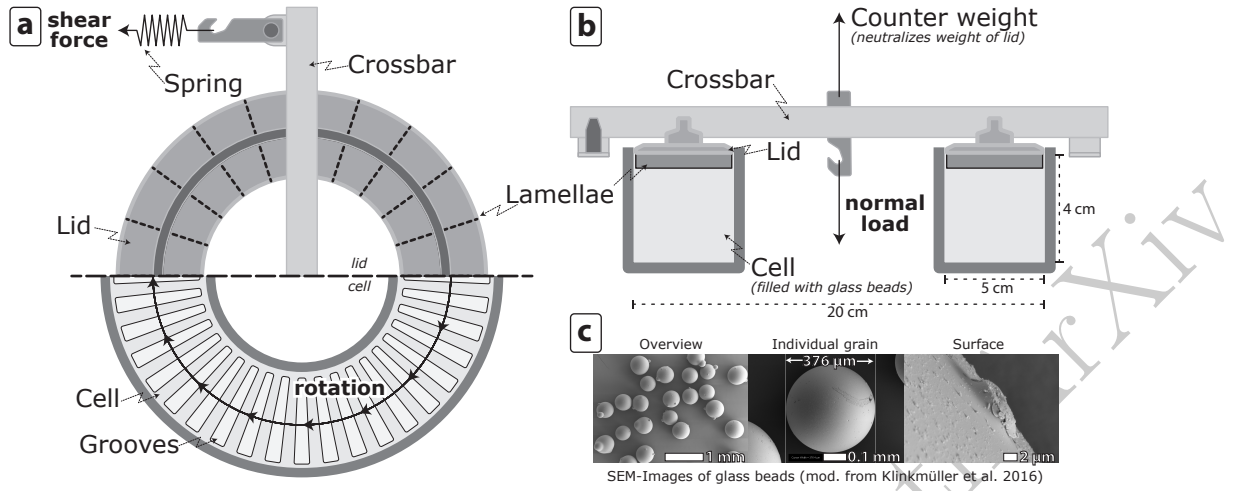 a
shear
force
Spring
Crossbar
Lid
Lamellae
lid
cell
rotation
Cell
Grooves
b
Counter weight
(neutralizes weight of lid)
Crossbar
Lid
normal
load
Cell
(filled with glass beads)
4 cm
5 cm
20 cm
c
Overview
Individual grain
Surface
376 µm
1 mm
0.1 mm
2 µm
SEM-Images of glass beads (mod. from Klinkmüller et al. 2016)
rXiv